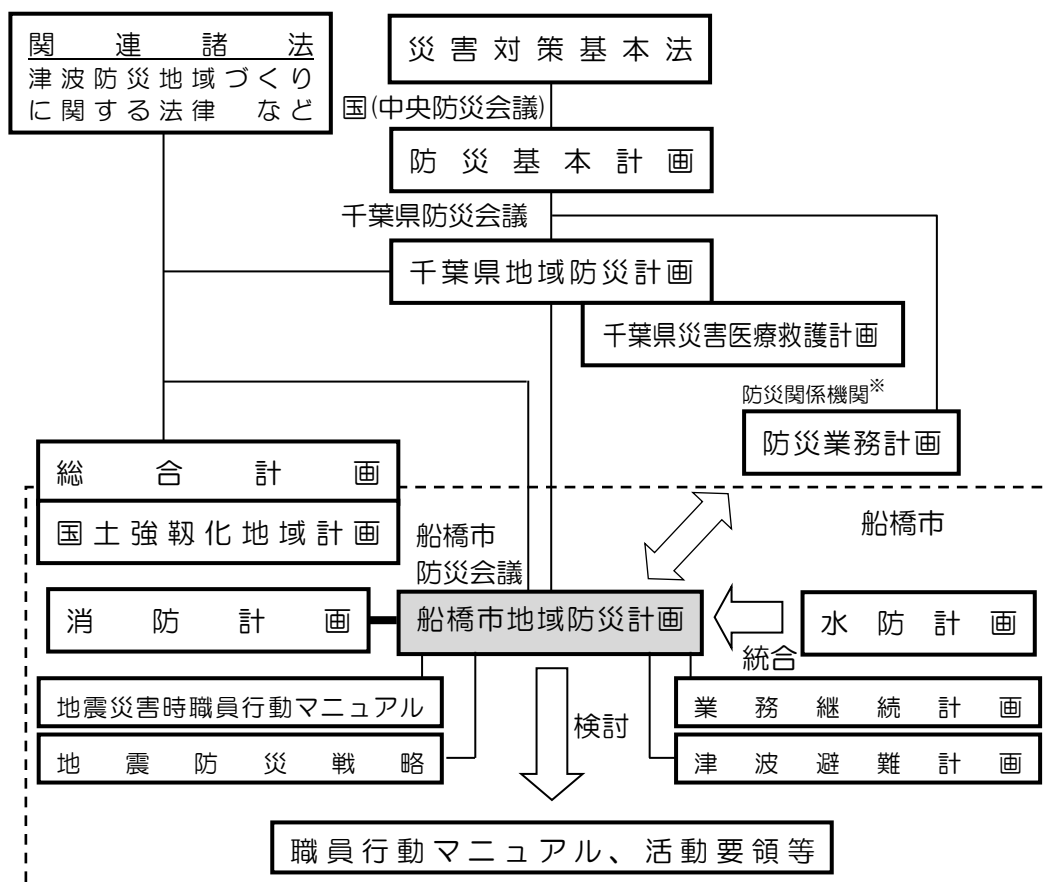 関連諸法
津波防災地域づくり
に関する法律 など
災害対策基本法
国(中央防災会議)
防災基本計画
千葉県防災会議
千葉県地域防災計画
千葉県災害医療救護計画
防災関係機関※
防災業務計画
総合計画
国土強靱化地域計画
船橋市
船橋市
防災会議
消防計画
船橋市地域防災計画
水防計画
統合
地震災害時職員行動マニュアル
業務継続計画
検討
地震防災戦略
津波避難計画
職員行動マニュアル、活動要領等